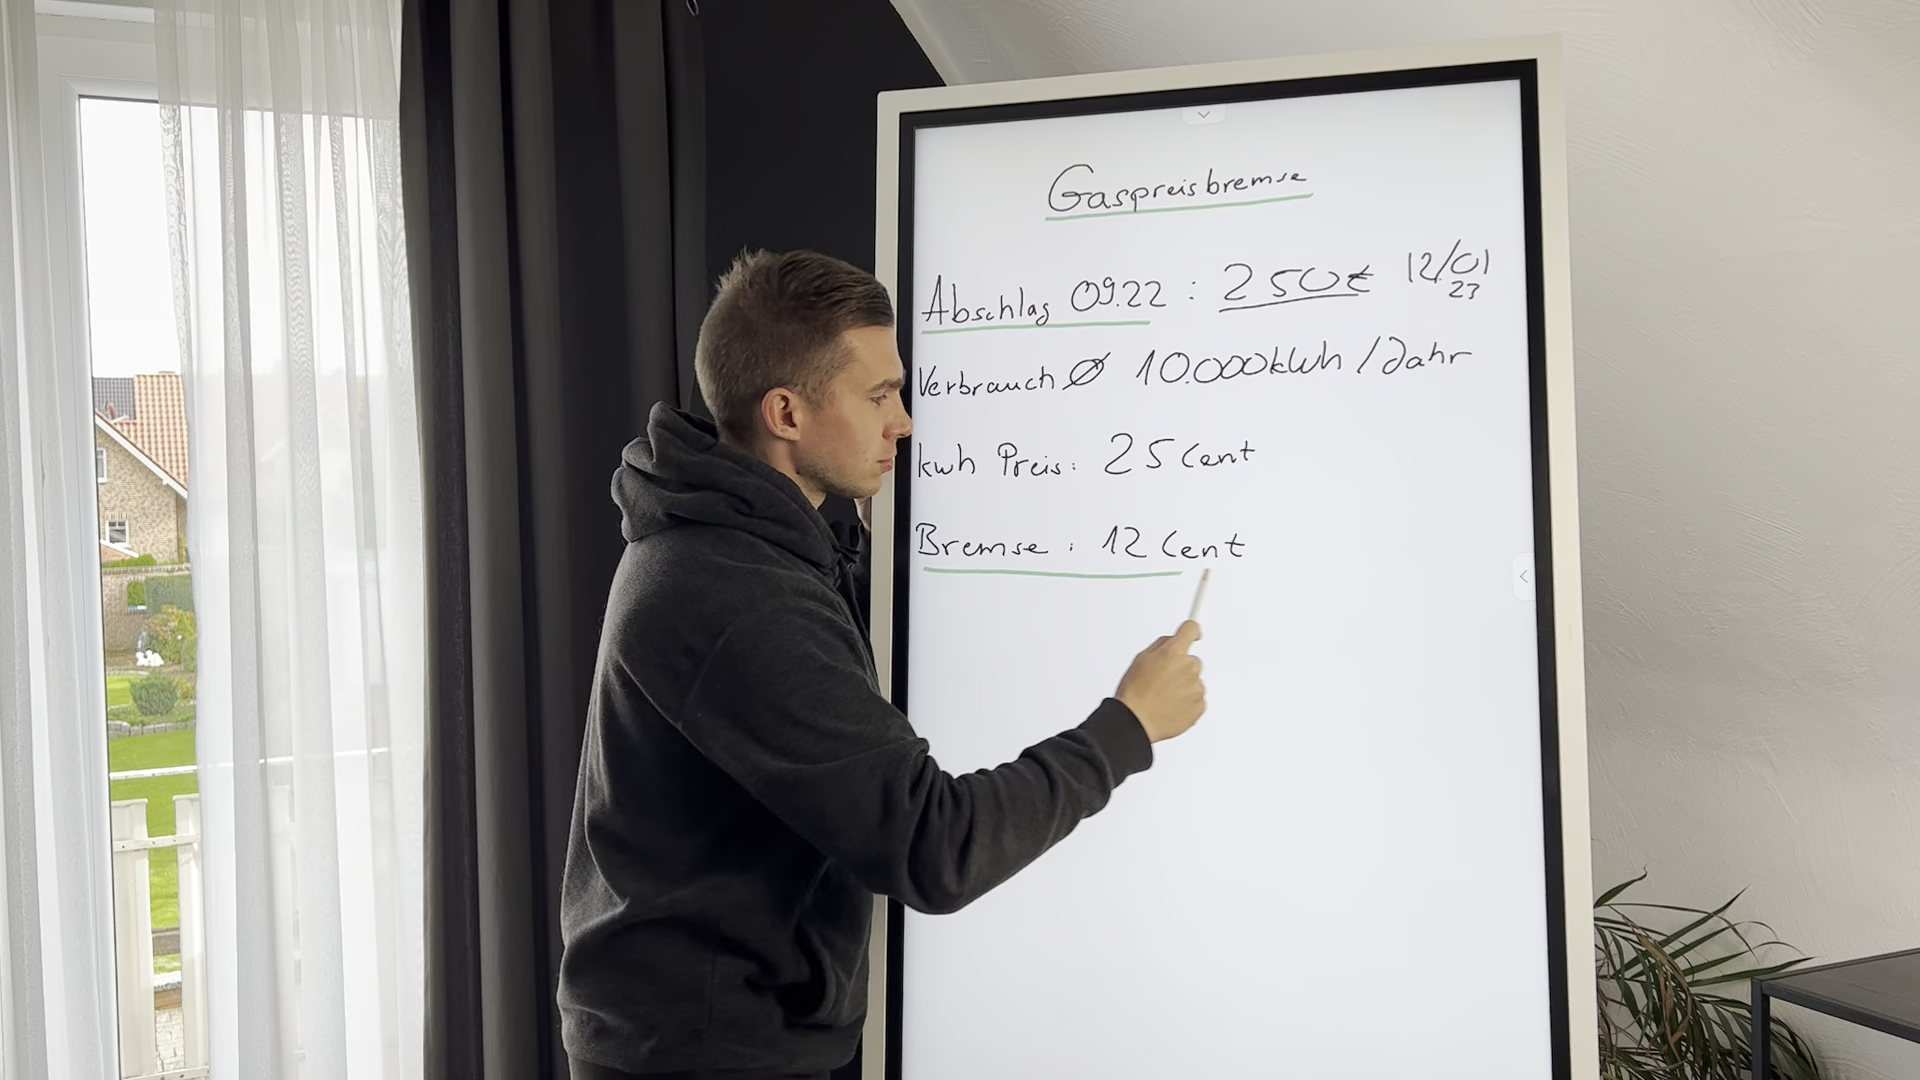 Gaspreisbremse
Abschlag 09.22 : 250€ 12/01
23
Verbrauch Ø 10.000kWh / Jahr
kwh Preis: 25 Cent
Bremse : 12 Cent